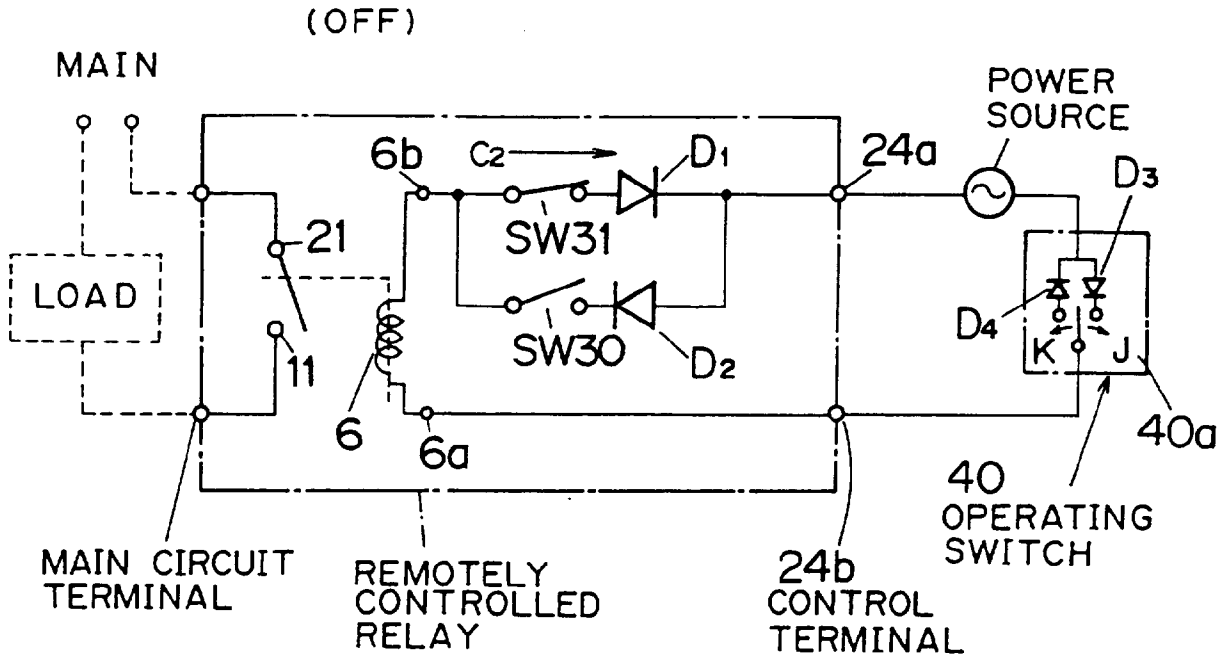 (OFF)
MAIN
POWER
SOURCE
6b
C2
D1
24a
D3
21
SW31
LOAD
D4
K
J
SW30
D2
11
6
6a
40a
40
OPERATING
SWITCH
MAIN CIRCUIT
TERMINAL
REMOTELY
CONTROLLED
RELAY
24b
CONTROL
TERMINAL